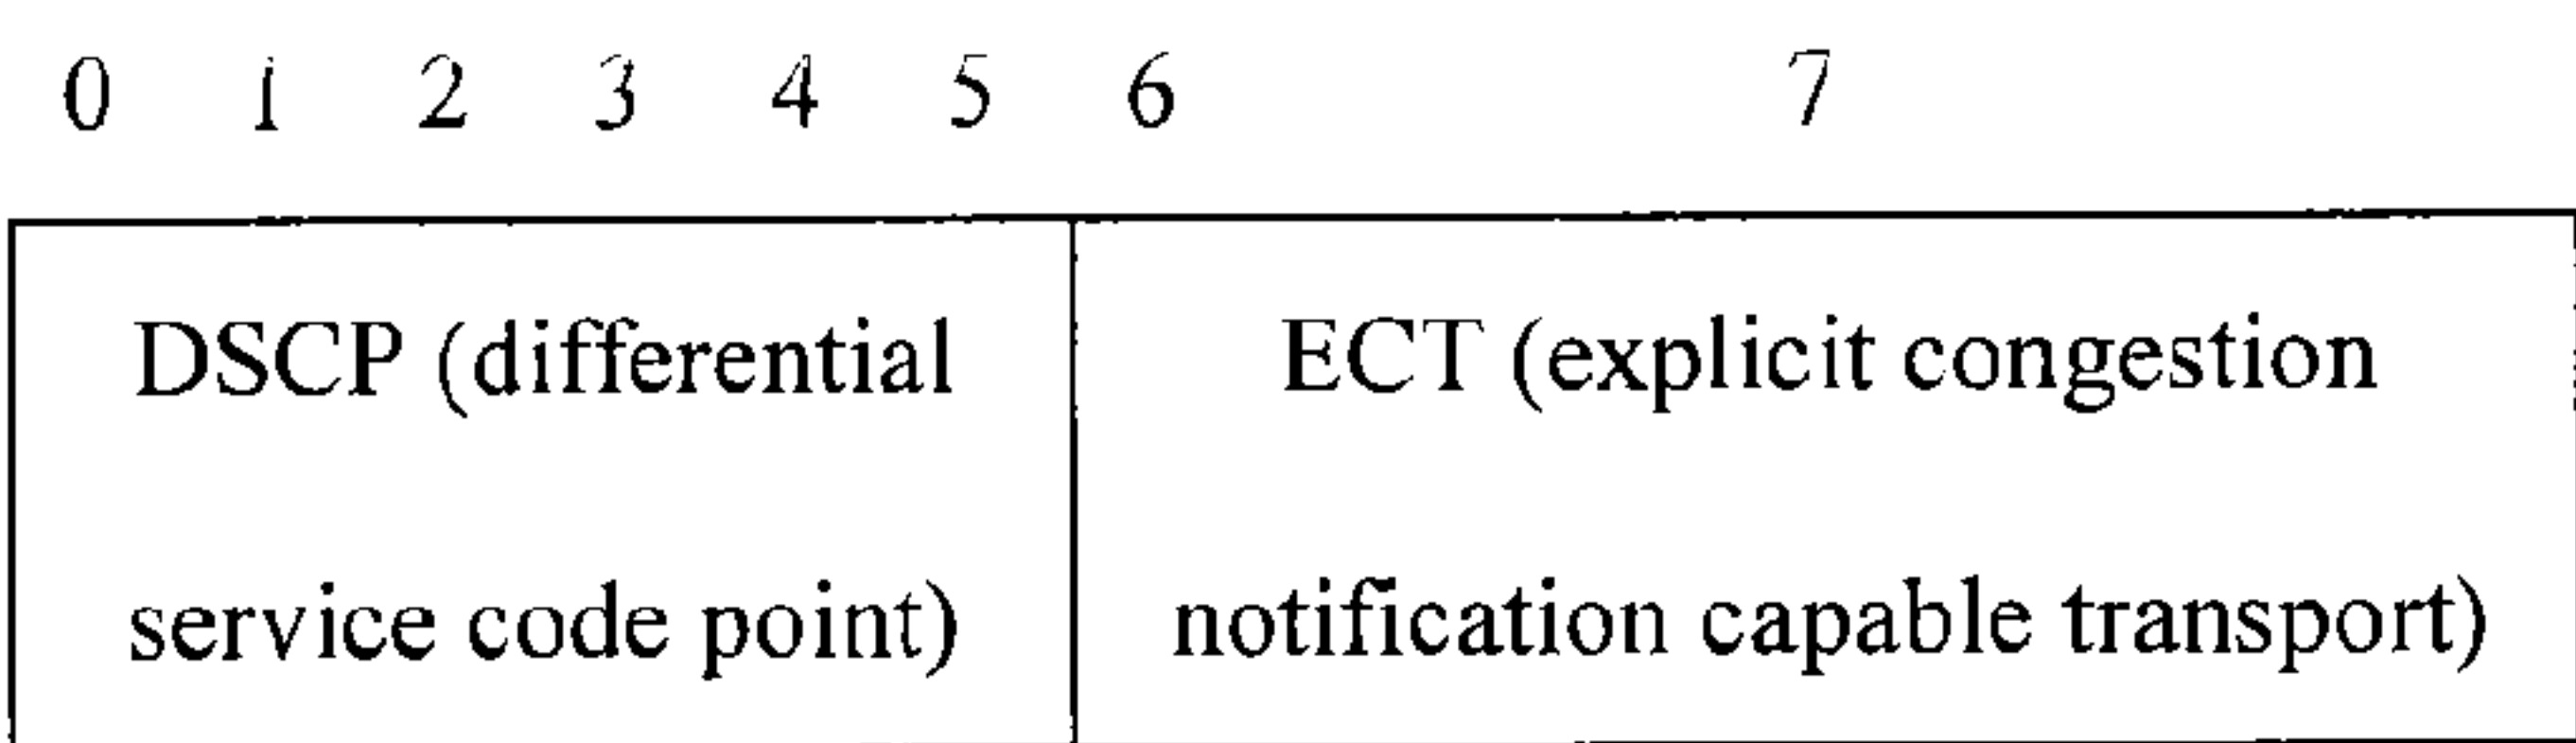 0 1 2 3 4 5 6 7
DSCP (differential
service code point)
ECT (explicit congestion
notification capable transport)